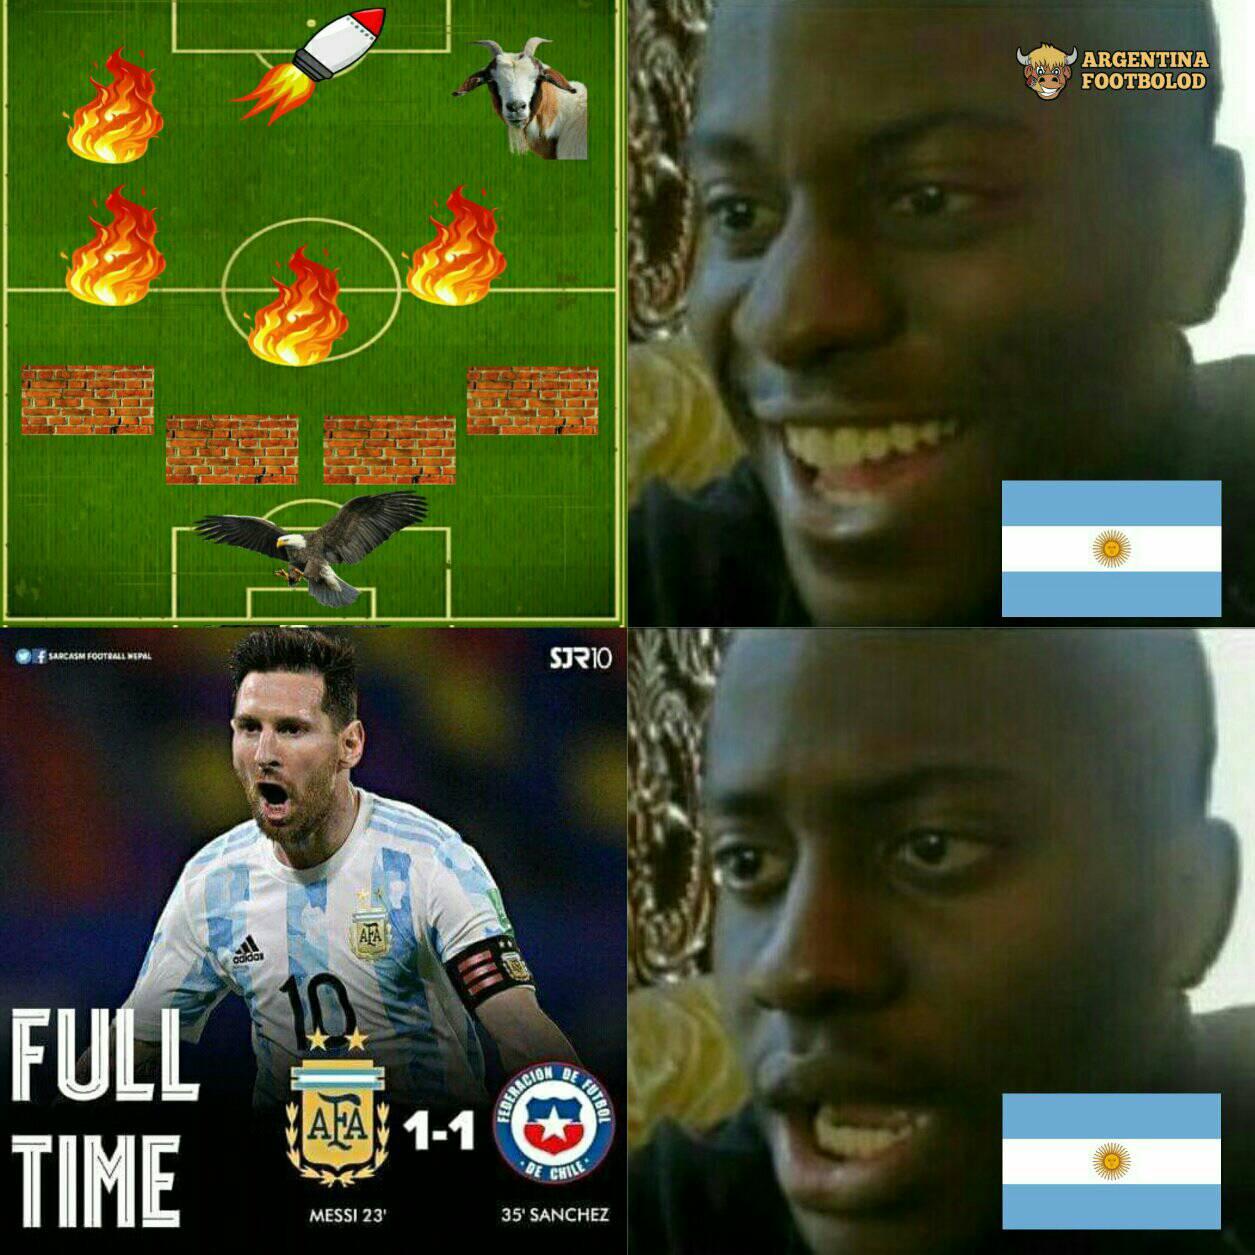 ARGENTINA
FOOTBOLOD
SARCASM FOOTBALL NEPAL
SJR10
adidas
AFA
10
FULL
TIME
AFA
1-1
FEDERACION DE FUTBOL
· DE CHILE ·
MESSI 23'
35' SANCHEZ